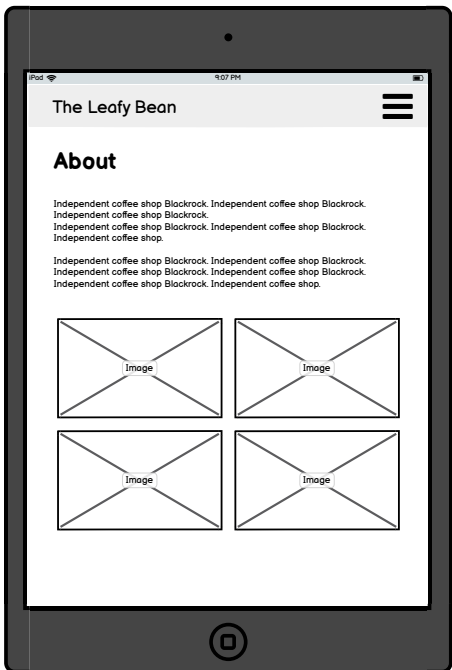 iPad 9:07 PM
The Leafy Bean
About
Independent coffee shop Blackrock. Independent coffee shop Blackrock.
Independent coffee shop Blackrock.
Independent coffee shop Blackrock. Independent coffee shop Blackrock.
Independent coffee shop.
Independent coffee shop Blackrock. Independent coffee shop Blackrock.
Independent coffee shop Blackrock. Independent coffee shop Blackrock.
Independent coffee shop Blackrock. Independent coffee shop.
Image Image
Image Image